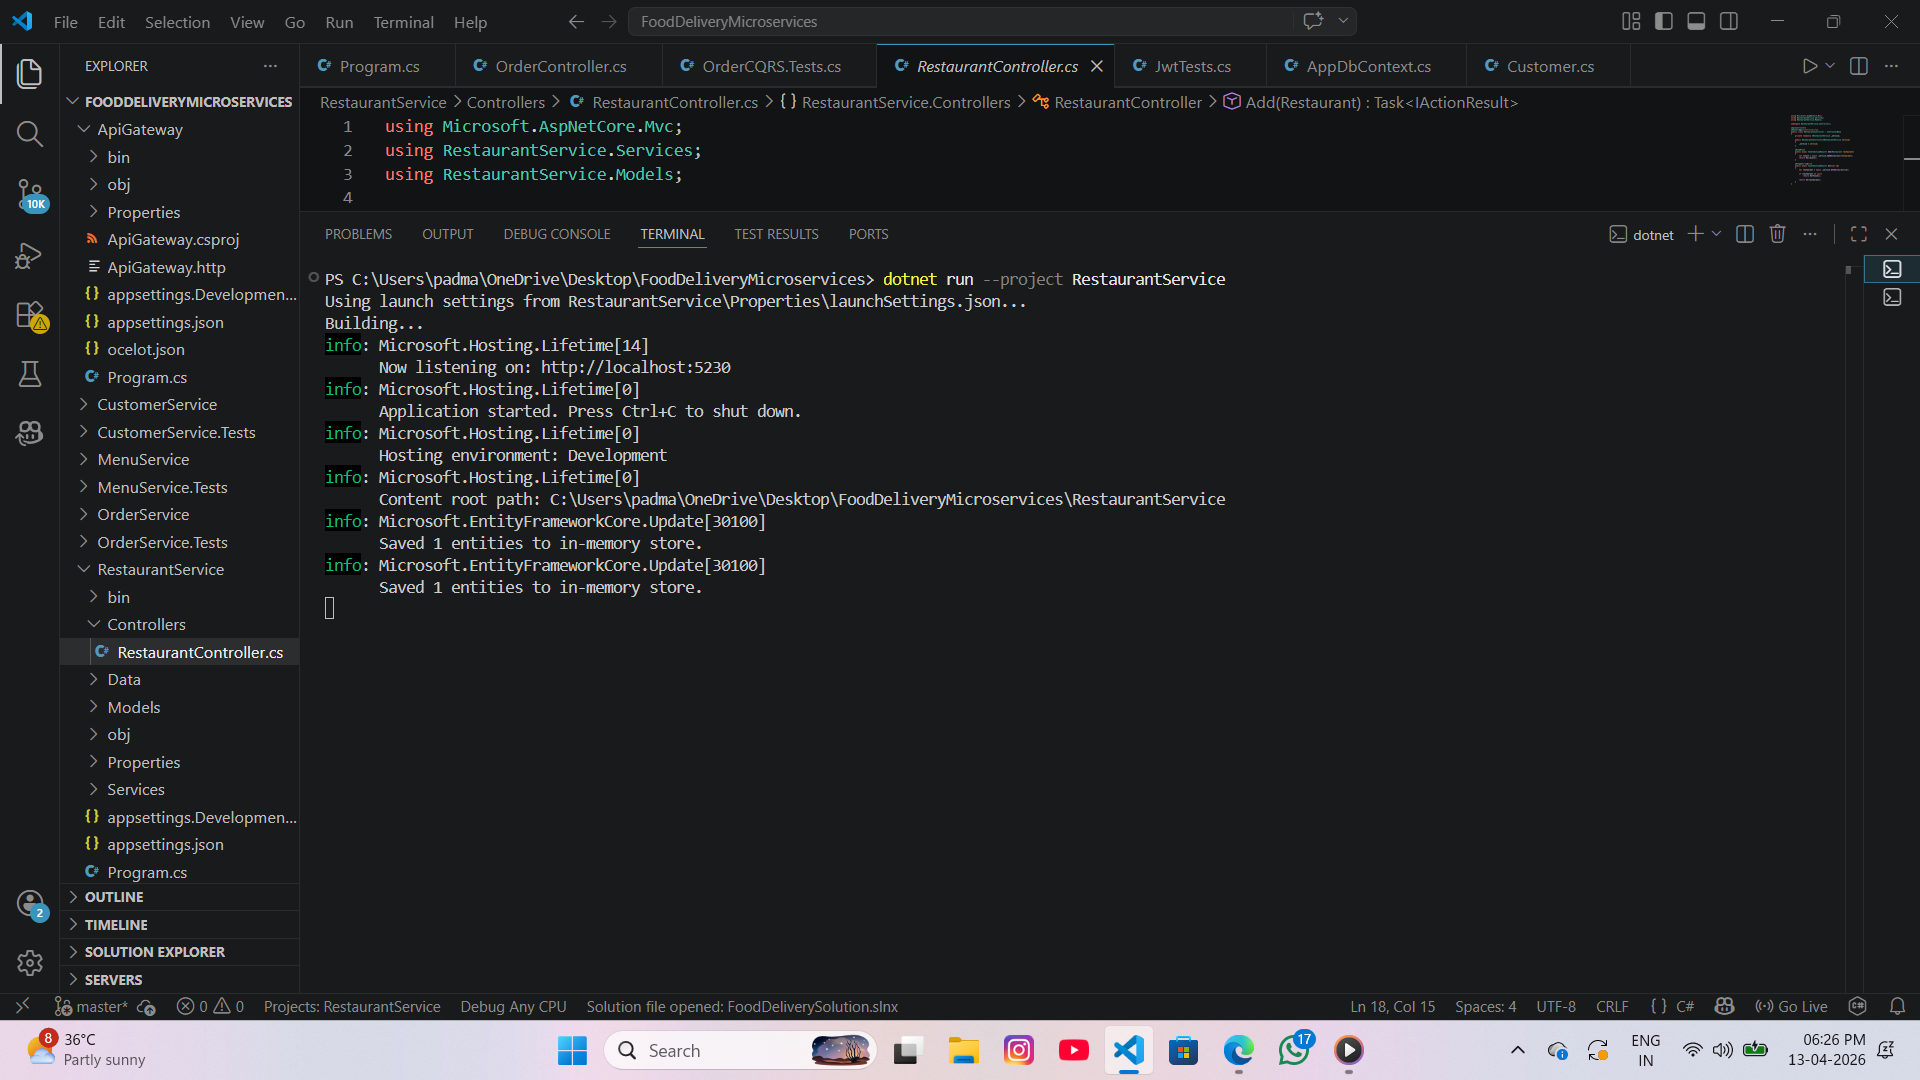 File Edit Selection View Go Run Terminal Help
FoodDeliveryMicroservices
EXPLORER
FOODDELIVERYMICROSERVICES
ApiGateway
bin
obj
Properties
ApiGateway.csproj
ApiGateway.http
appsettings.Developmen...
appsettings.json
ocelot.json
Program.cs
CustomerService
CustomerService.Tests
MenuService
MenuService.Tests
OrderService
OrderService.Tests
RestaurantService
bin
Controllers
RestaurantController.cs
Data
Models
obj
Properties
Services
appsettings.Developmen...
appsettings.json
Program.cs
OUTLINE
TIMELINE
SOLUTION EXPLORER
SERVERS
10K
2
Program.cs OrderController.cs OrderCQRS.Tests.cs RestaurantController.cs JwtTests.cs AppDbContext.cs Customer.cs
RestaurantService > Controllers > RestaurantController.cs > {} RestaurantService.Controllers > RestaurantController > Add(Restaurant) : Task<IActionResult>
1 using Microsoft.AspNetCore.Mvc;
2 using RestaurantService.Services;
3 using RestaurantService.Models;
4
PROBLEMS OUTPUT DEBUG CONSOLE TERMINAL TEST RESULTS PORTS
dotnet
PS C:\Users\padma\OneDrive\Desktop\FoodDeliveryMicroservices> dotnet run --project RestaurantService
Using launch settings from RestaurantService\Properties\launchSettings.json...
Building...
info: Microsoft.Hosting.Lifetime[14]
Now listening on: http://localhost:5230
info: Microsoft.Hosting.Lifetime[0]
Application started. Press Ctrl+C to shut down.
info: Microsoft.Hosting.Lifetime[0]
Hosting environment: Development
info: Microsoft.Hosting.Lifetime[0]
Content root path: C:\Users\padma\OneDrive\Desktop\FoodDeliveryMicroservices\RestaurantService
info: Microsoft.EntityFrameworkCore.Update[30100]
Saved 1 entities to in-memory store.
info: Microsoft.EntityFrameworkCore.Update[30100]
Saved 1 entities to in-memory store.
master* 0 0 Projects: RestaurantService Debug Any CPU Solution file opened: FoodDeliverySolution.slnx
Ln 18, Col 15 Spaces: 4 UTF-8 CRLF {} C# Go Live
8
36°C
Partly sunny
Search
17
ENG
IN
06:26 PM
13-04-2026